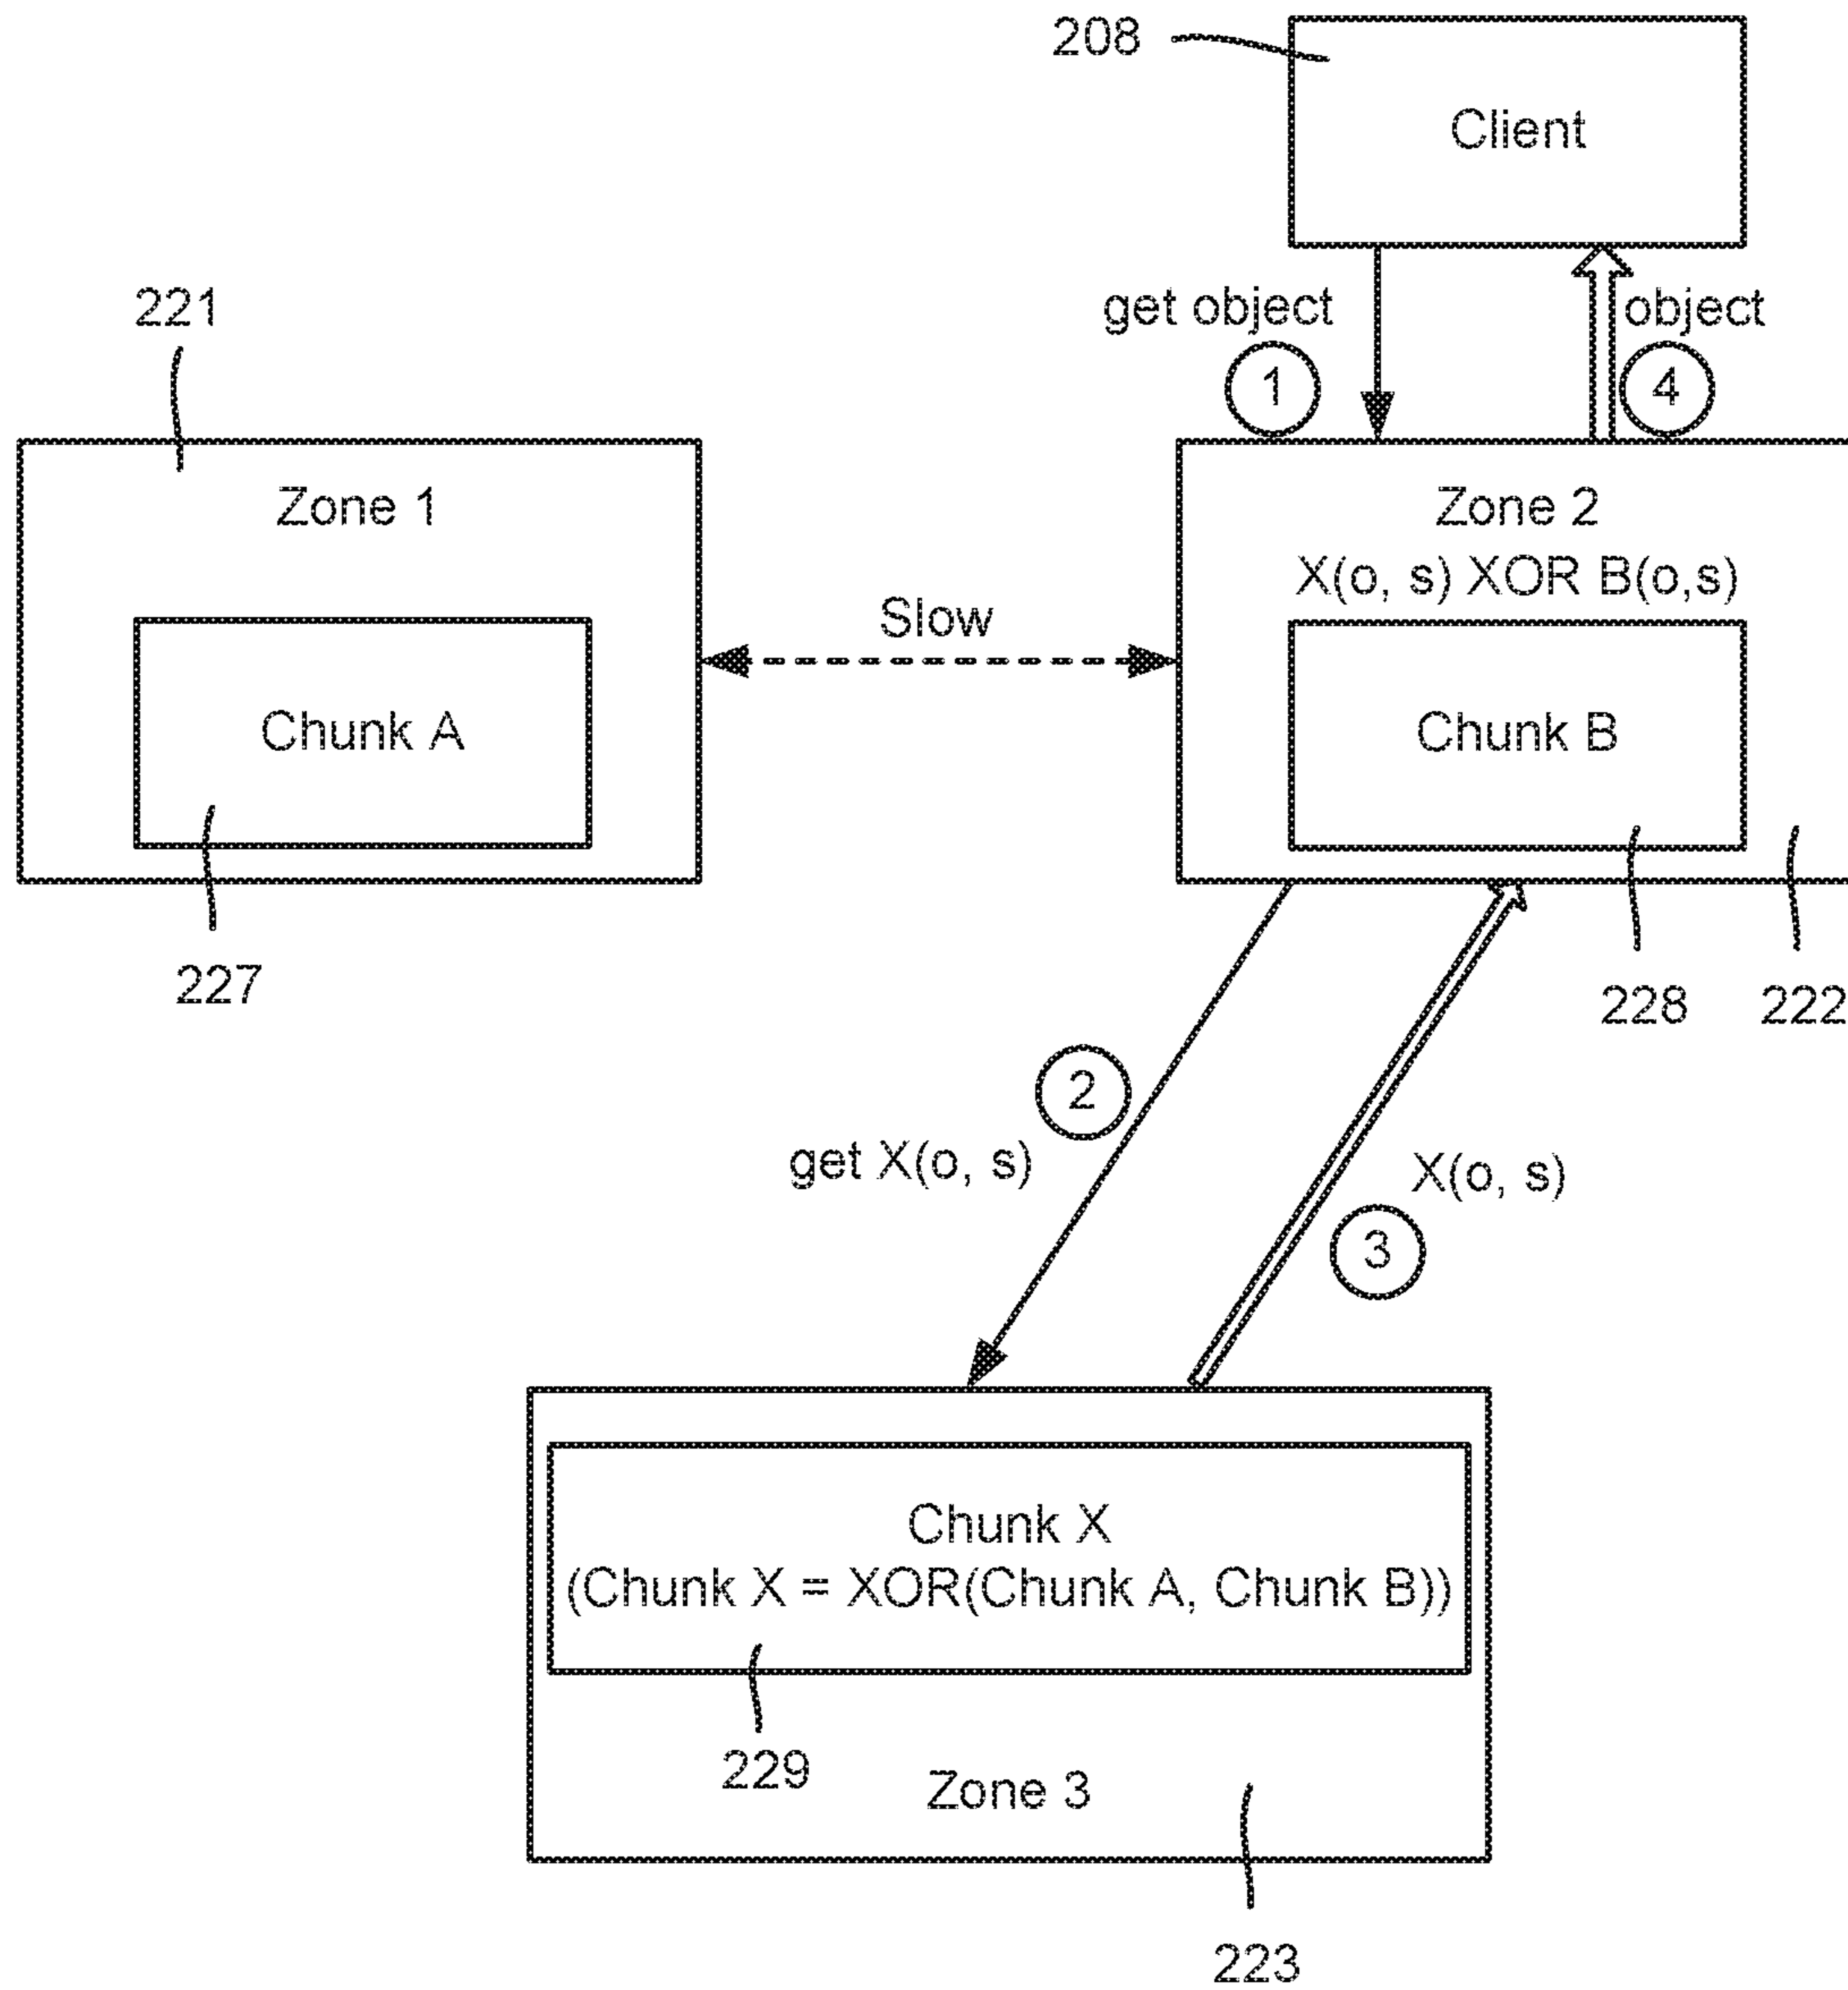 208
Client
221
get object
object
1
4
Zone 1
Zone 2
X(o, s) XOR B(o,s)
Slow
Chunk A
Chunk B
227
228
222
2
get X(o, s)
X(o, s)
3
Chunk X
(Chunk X = XOR(Chunk A, Chunk B))
229
Zone 3
223